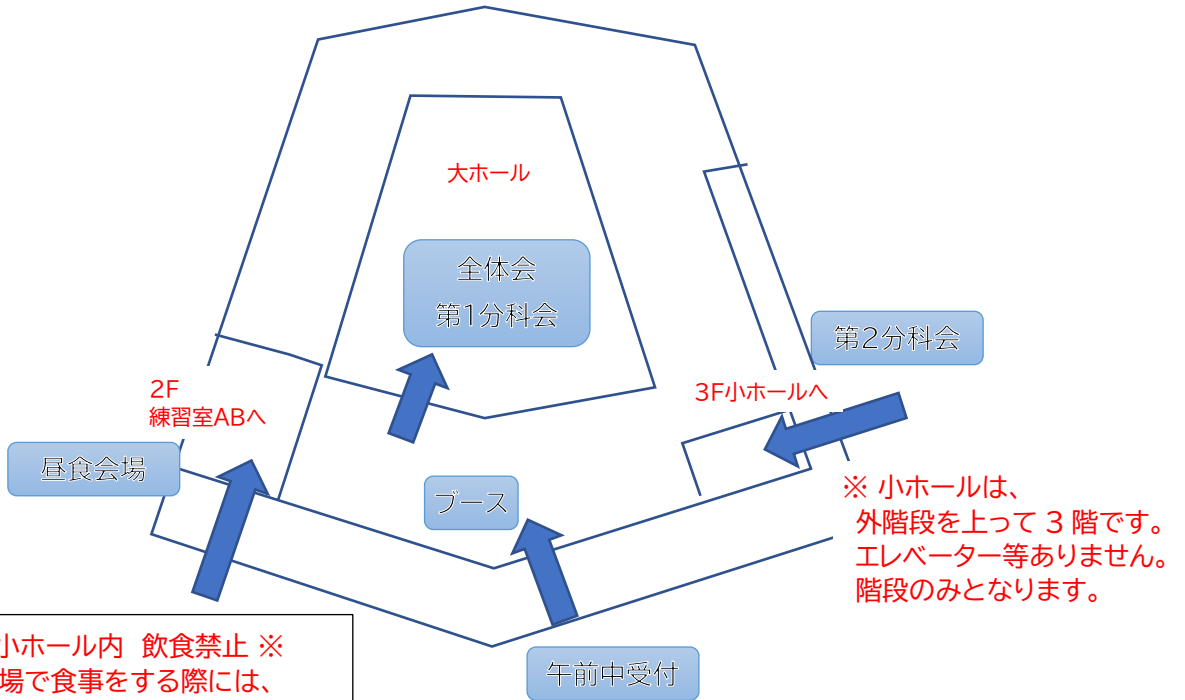 大ホール
全体会
第1分科会
第2分科会
2F
練習室ABへ
3F小ホールへ
昼食会場
ブース
※ 小ホールは、
外階段を上って 3 階です。
エレベーター等ありません。
階段のみとなります。
小ホール内 飲食禁止 ※
場で食事をする際には、
午前中受付